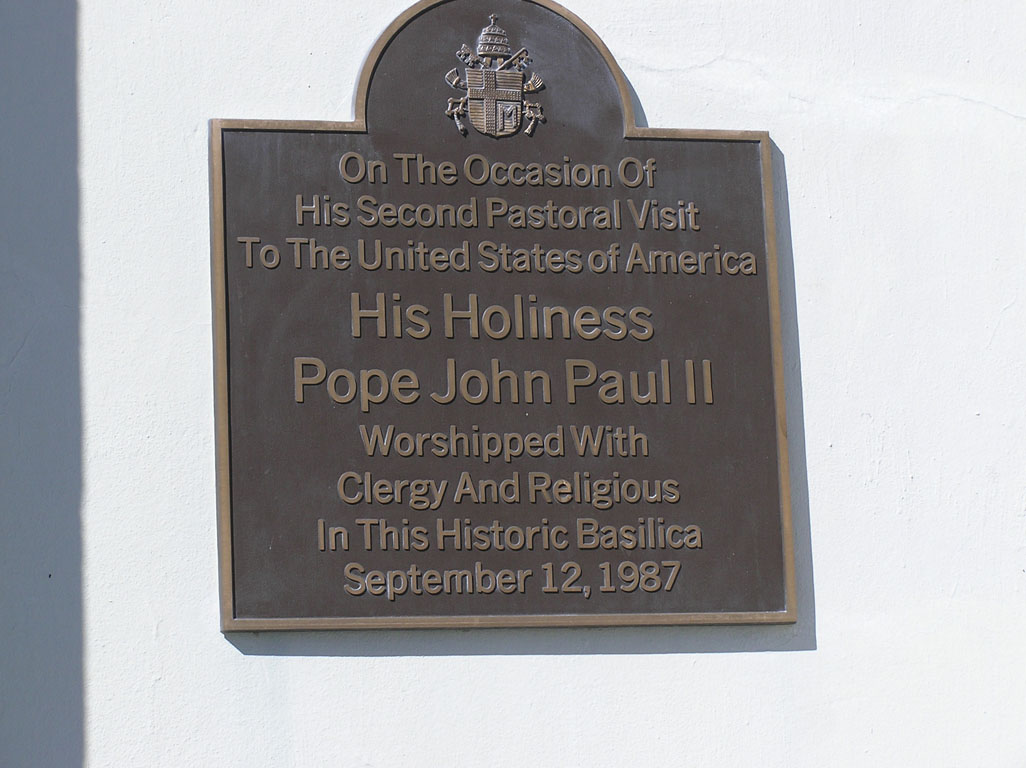 On The Occasion Of
His Second Pastoral Visit
To The United States of America
His Holiness
Pope John Paul II
Worshipped With
Clergy And Religious
In This Historic Basilica
September 12, 1987